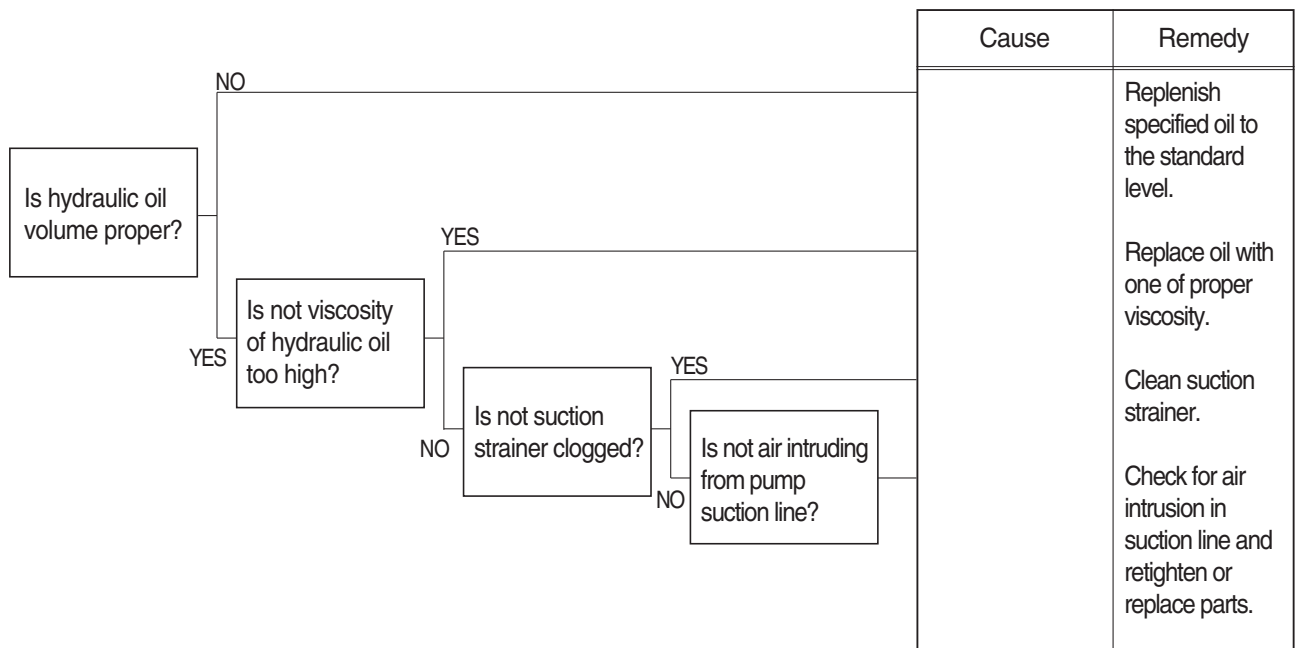 Cause
Remedy
NO
Replenish
specified oil to
the standard
level.
Is hydraulic oil
volume proper?
YES
Replace oil with
one of proper
viscosity.
YES
Is not viscosity
of hydraulic oil
too high?
YES
Clean suction
strainer.
NO
Is not suction
strainer clogged?
NO
Is not air intruding
from pump
suction line?
Check for air
intrusion in
suction line and
retighten or
replace parts.